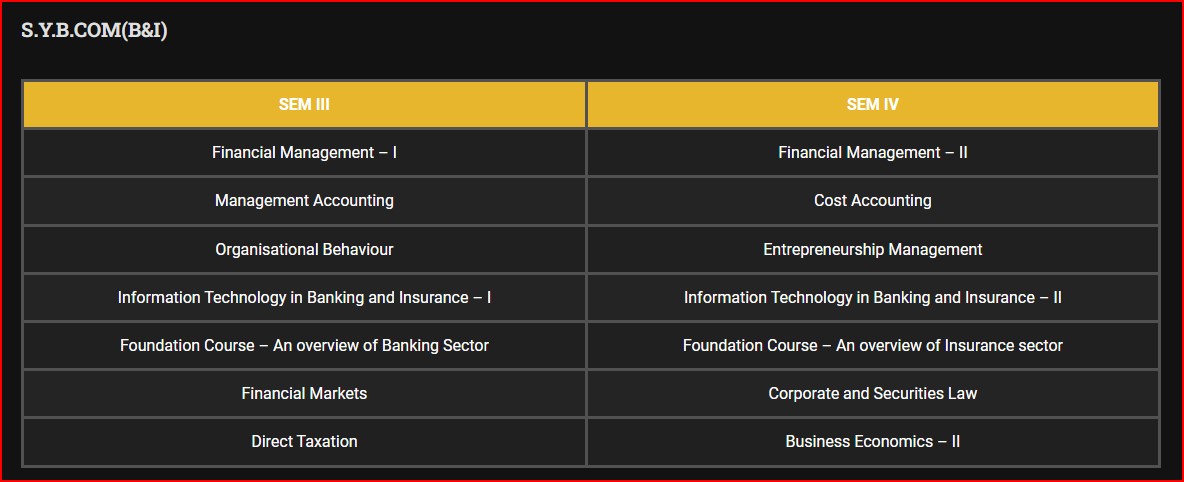 S.Y.B.COM(B&I)
SEM III SEM IV
Financial Management – I Financial Management – II
Management Accounting Cost Accounting
Organisational Behaviour Entrepreneurship Management
Information Technology in Banking and Insurance – I Information Technology in Banking and Insurance – II
Foundation Course – An overview of Banking Sector Foundation Course – An overview of Insurance sector
Financial Markets Corporate and Securities Law
Direct Taxation Business Economics – II